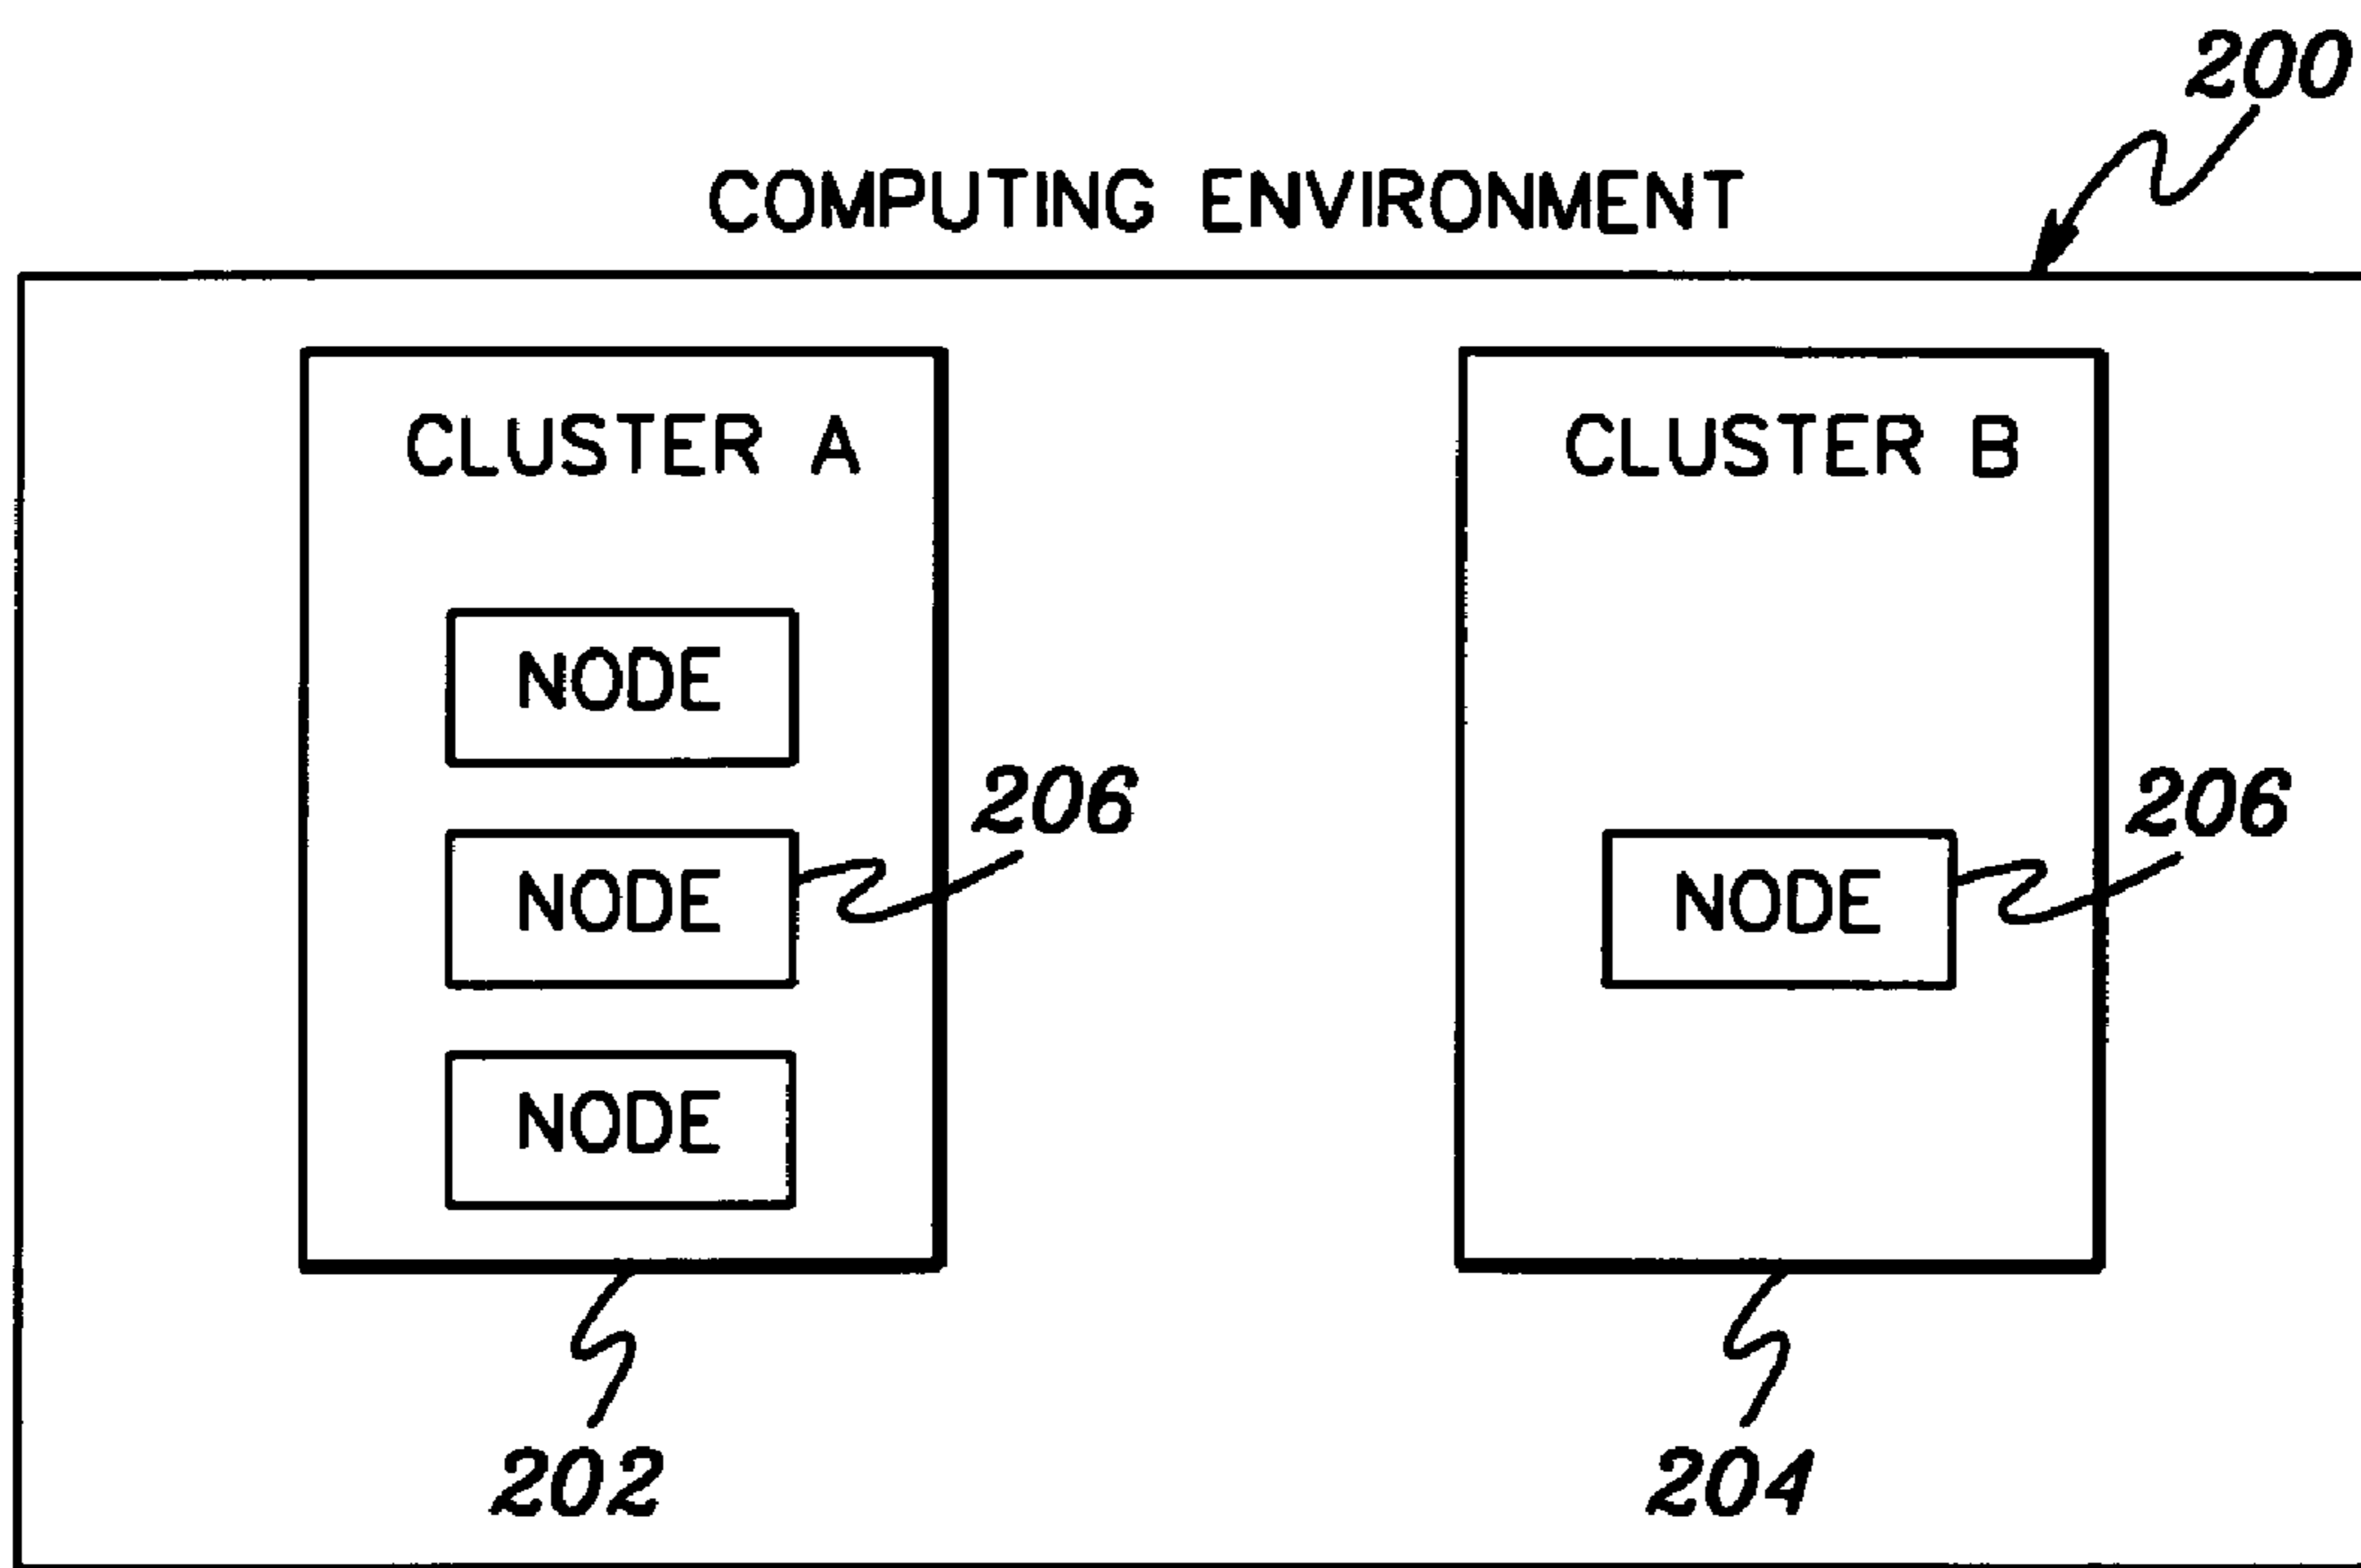 200
COMPUTING ENVIRONMENT
CLUSTER A
NODE
206
NODE
NODE
202
CLUSTER B
206
NODE
204